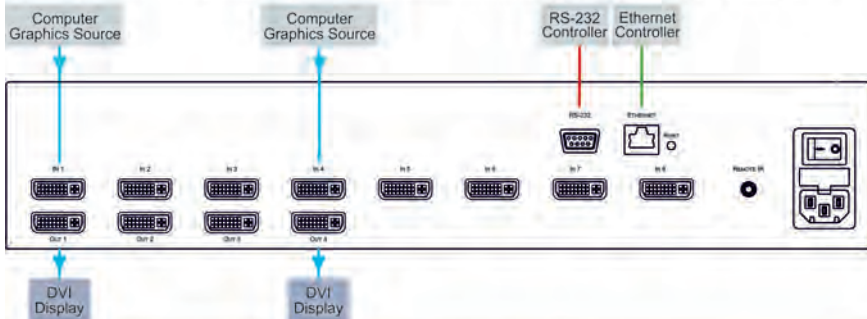 Computer
Graphics Source
Computer
Graphics Source
RS-232
Controller
Ethernet
Controller
RS-232
ETHERNET
RESET
IN 1
In 2
In 3
In 4
In 5
In 6
In 7
In 8
REMOTE IR
OUT 1
OUT 2
OUT 3
OUT 4
DVI
Display
DVI
Display